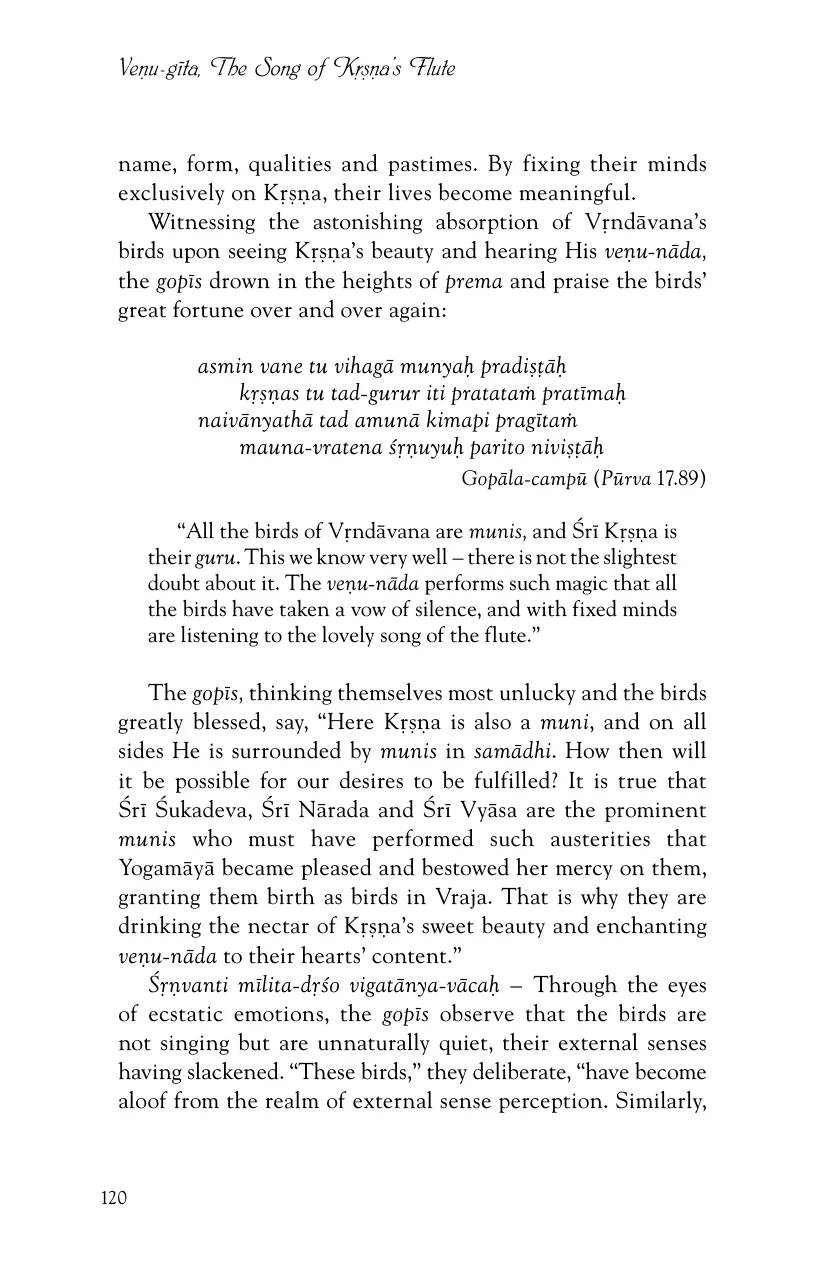 Veṇu-gīta, The Song of Kṛṣṇa's Flute
name, form, qualities and pastimes. By fixing their minds
exclusively on Kṛṣṇa, their lives become meaningful.
Witnessing the astonishing absorption of Vṛndāvana's
birds upon seeing Kṛṣṇa's beauty and hearing His veṇu-nāda,
the gopīs drown in the heights of prema and praise the birds'
great fortune over and over again:
asmin vane tu vihagā munyaḥ pradiṣṭāḥ
kṛṣṇas tu tad-gurur iti pratataṁ pratīmaḥ
naivānyathā tad amunā kimapi pragītaṁ
mauna-vratena śṛṇuyuḥ parito niviṣṭāḥ
Gopāla-campū (Pūrva 17.89)
“All the birds of Vṛndāvana are munis, and Śrī Kṛṣṇa is
their guru. This we know very well – there is not the slightest
doubt about it. The veṇu-nāda performs such magic that all
the birds have taken a vow of silence, and with fixed minds
are listening to the lovely song of the flute.”
The gopīs, thinking themselves most unlucky and the birds
greatly blessed, say, “Here Kṛṣṇa is also a muni, and on all
sides He is surrounded by munis in samādhi. How then will
it be possible for our desires to be fulfilled? It is true that
Śrī Śukadeva, Śrī Nārada and Śrī Vyāsa are the prominent
munis who must have performed such austerities that
Yogamāyā became pleased and bestowed her mercy on them,
granting them birth as birds in Vraja. That is why they are
drinking the nectar of Kṛṣṇa's sweet beauty and enchanting
veṇu-nāda to their hearts' content.”
Śṛṇvanti mīlita-dṛśo vigatānya-vācaḥ – Through the eyes
of ecstatic emotions, the gopīs observe that the birds are
not singing but are unnaturally quiet, their external senses
having slackened. “These birds,” they deliberate, “have become
aloof from the realm of external sense perception. Similarly,
120